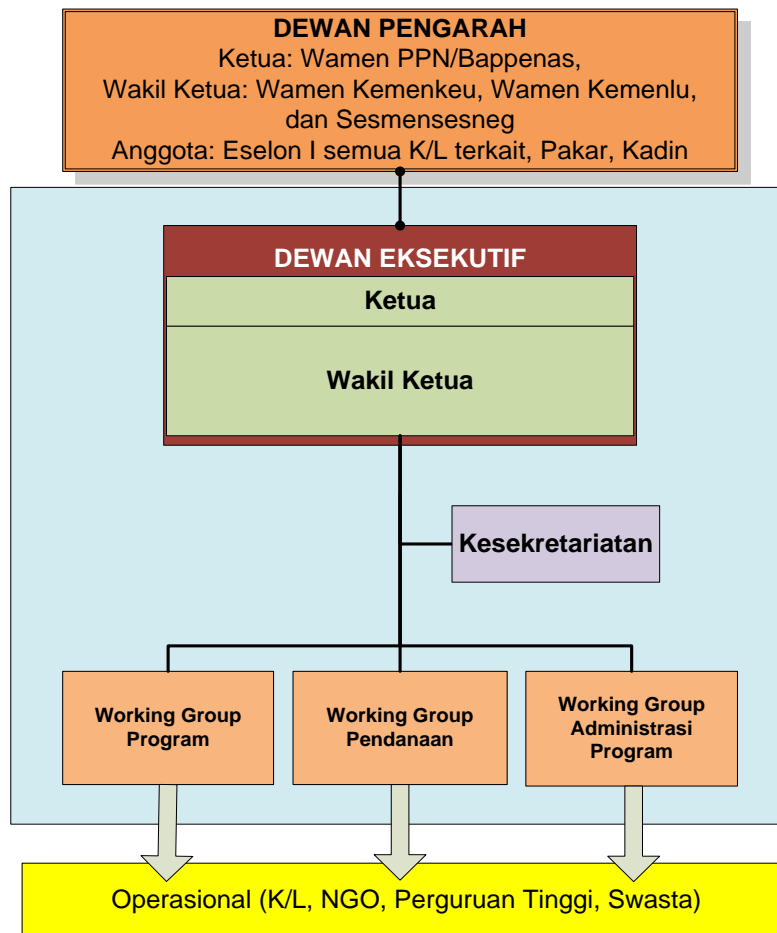 DEWAN PENGARAH
Ketua: Wamen PPN/Bappenas,
Wakil Ketua: Wamen Kemenkeu, Wamen Kemenlu,
dan Sesmensesneg
Anggota: Eselon I semua K/L terkait, Pakar, Kadin
DEWAN EKSEKUTIF
Ketua
Wakil Ketua
Kesekretariatan
Working Group
Program
Working Group
Pendanaan
Working Group
Administrasi
Program
Operasional (K/L, NGO, Perguruan Tinggi, Swasta)